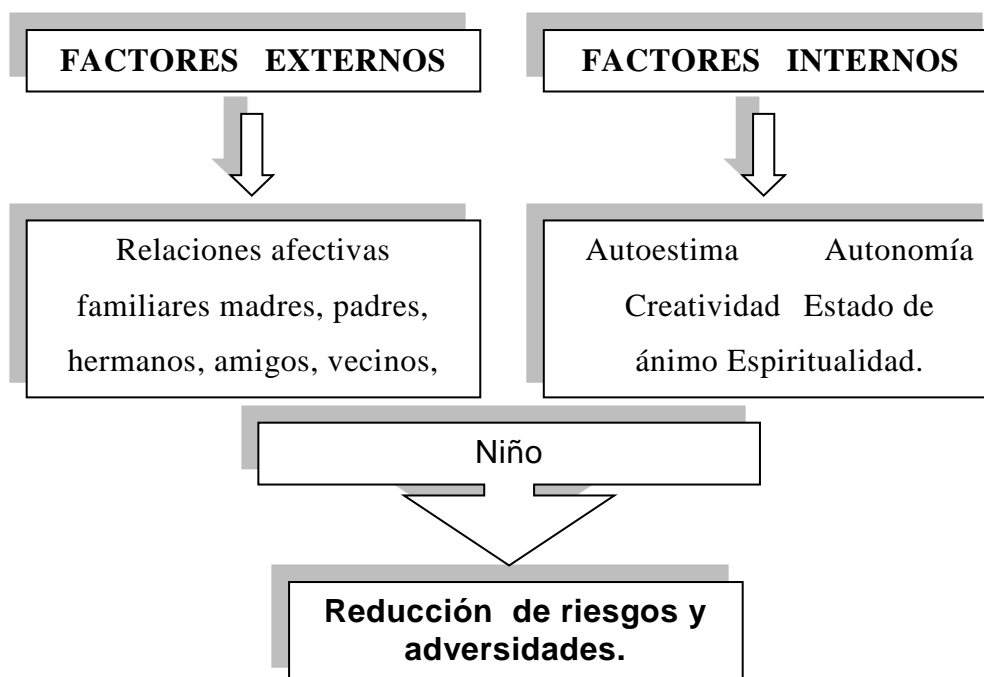 FACTORES EXTERNOS
FACTORES INTERNOS
Relaciones afectivas
familiares madres, padres,
hermanos, amigos, vecinos,
Autoestima Autonomía
Creatividad Estado de
ánimo Espiritualidad.
Niño
Reducción de riesgos y
adversidades.